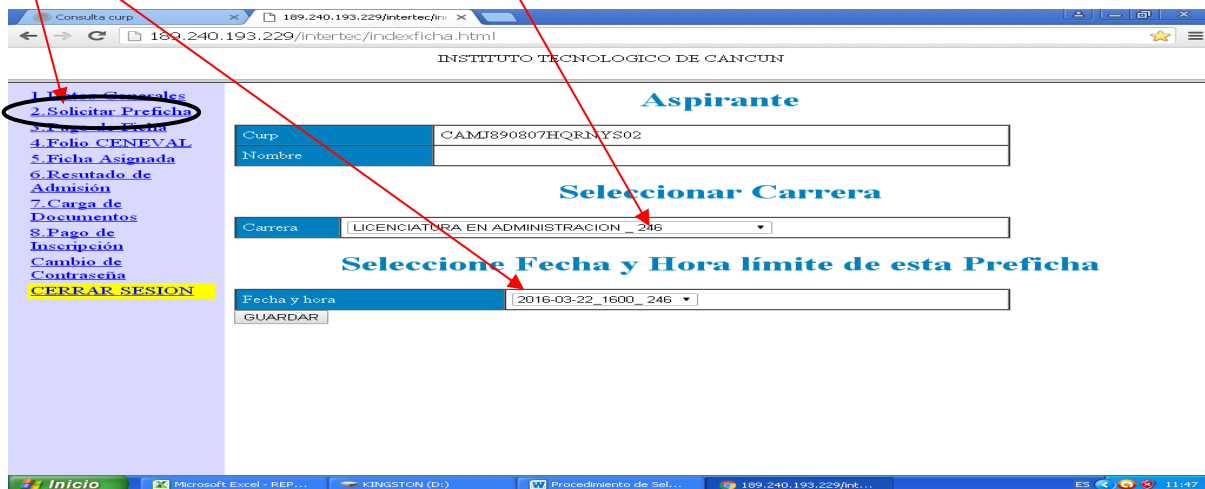 Consulta curp
189.240.193.229/intertec/in
189.240.193.229/intertec/indexficha.html
INSTITUTO TECNOLOGICO DE CANCUN
1.Datos Generales
2.Solicitar Preficha
3.Pago de Ficha
4.Folio CENEVAL
5.Ficha Asignada
6.Resutado de
Admisión
7.Carga de
Documentos
8.Pago de
Inscripción
Cambio de
Contraseña
CERRAR SESION
Aspirante
Curp CAMJ890807HQRNYS02
Nombre
Seleccionar Carrera
Carrera LICENCIATURA EN ADMINISTRACION _ 246
Seleccione Fecha y Hora límite de esta Preficha
Fecha y hora 2016-03-22_1600_ 246
GUARDAR
Inicio Microsoft Excel - REP... KINGSTON (D:) Procedimiento de Sel... 189.240.193.229/int... ES 11:47